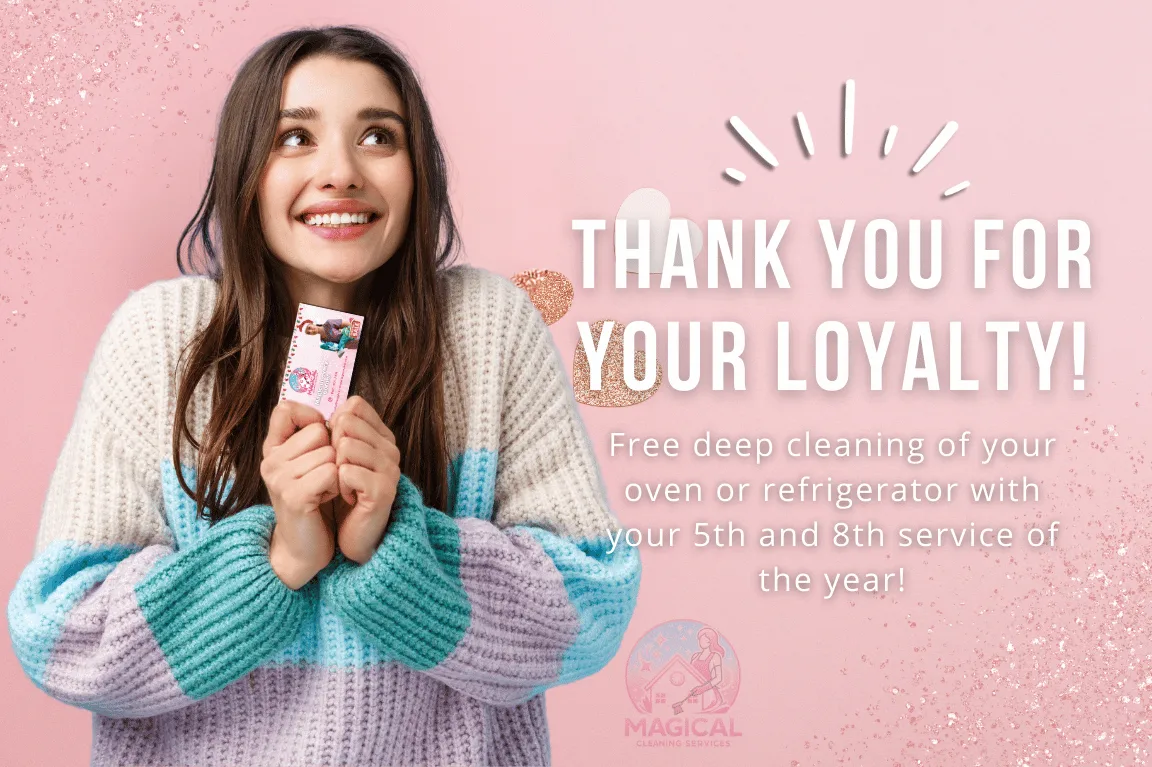 THANK YOU FOR
YOUR LOYALTY!
Free deep cleaning of your
oven or refrigerator with
your 5th and 8th service of
the year!
MAGICAL
CLEANING SERVICES